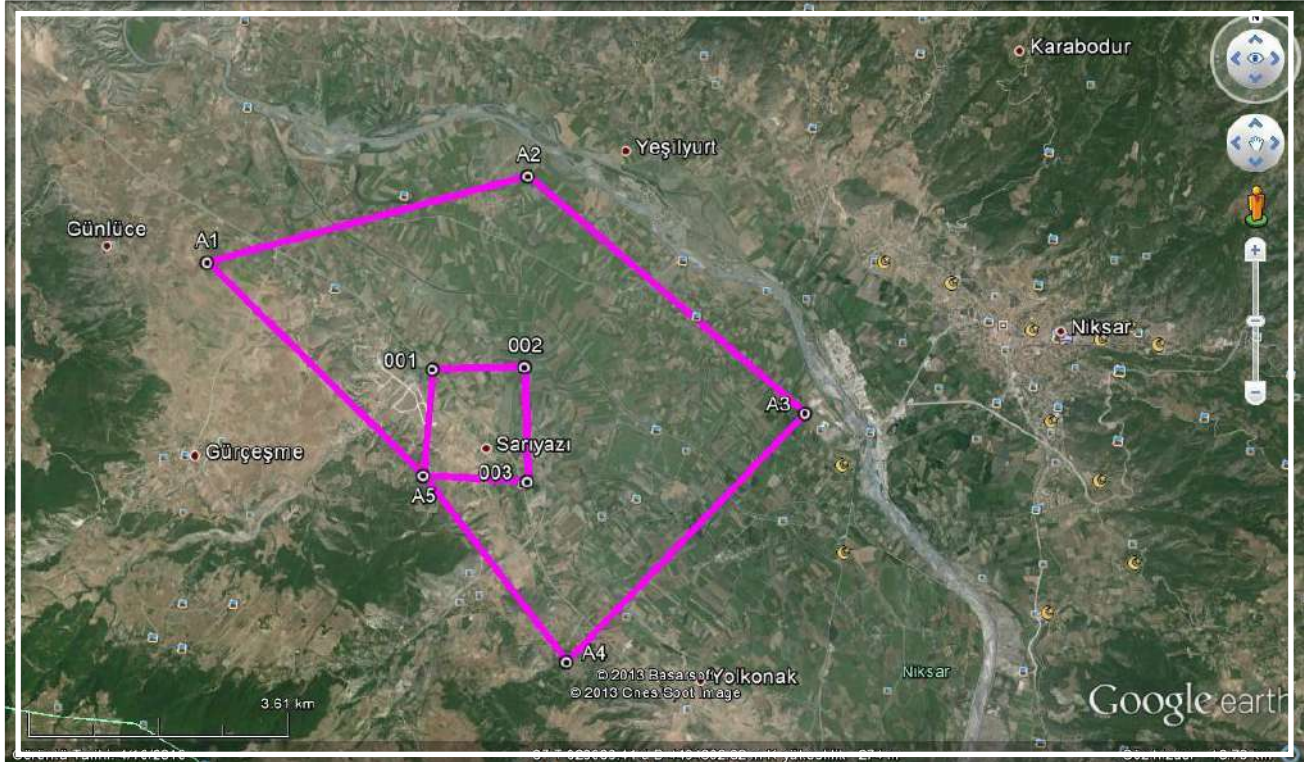 N
Karabodur
Yeşilyurt
A2
Günlüce
A1
Niksar
001
002
A3
Sarıyazı
Gürçeşme
003
A5
A4
© 2013 Basarsoft
Yolkonak
© 2013 Cnes/Spot Image
Niksar
Google earth
3.61 km